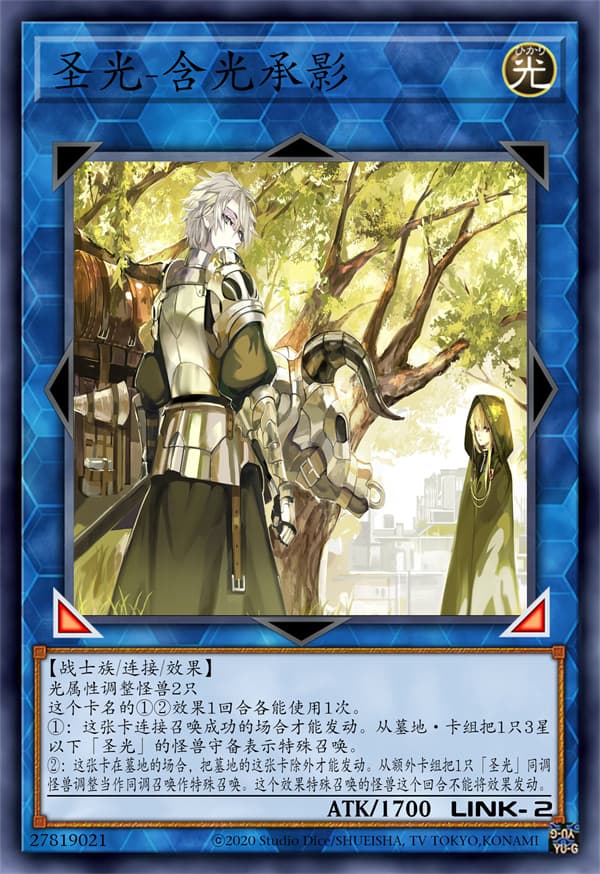 圣光-含光承影
ひかり
光
【战士族/连接/效果】
光属性调整怪兽2只
这个卡名的①②效果1回合各能使用1次。
①：这张卡连接召唤成功的场合才能发动。从墓地・卡组把1只3星
以下「圣光」的怪兽守备表示特殊召唤。
②：这张卡在墓地的场合，把墓地的这张卡除外才能发动。从额外卡组把1只「圣光」同调
怪兽调整当作同调召唤作特殊召唤。这个效果特殊召唤的怪兽这个回合不能将效果发动。
ATK/1700 LINK-2
27819021
©2020 Studio Dice/SHUEISHA, TV TOKYO,KONAMI
YU-G